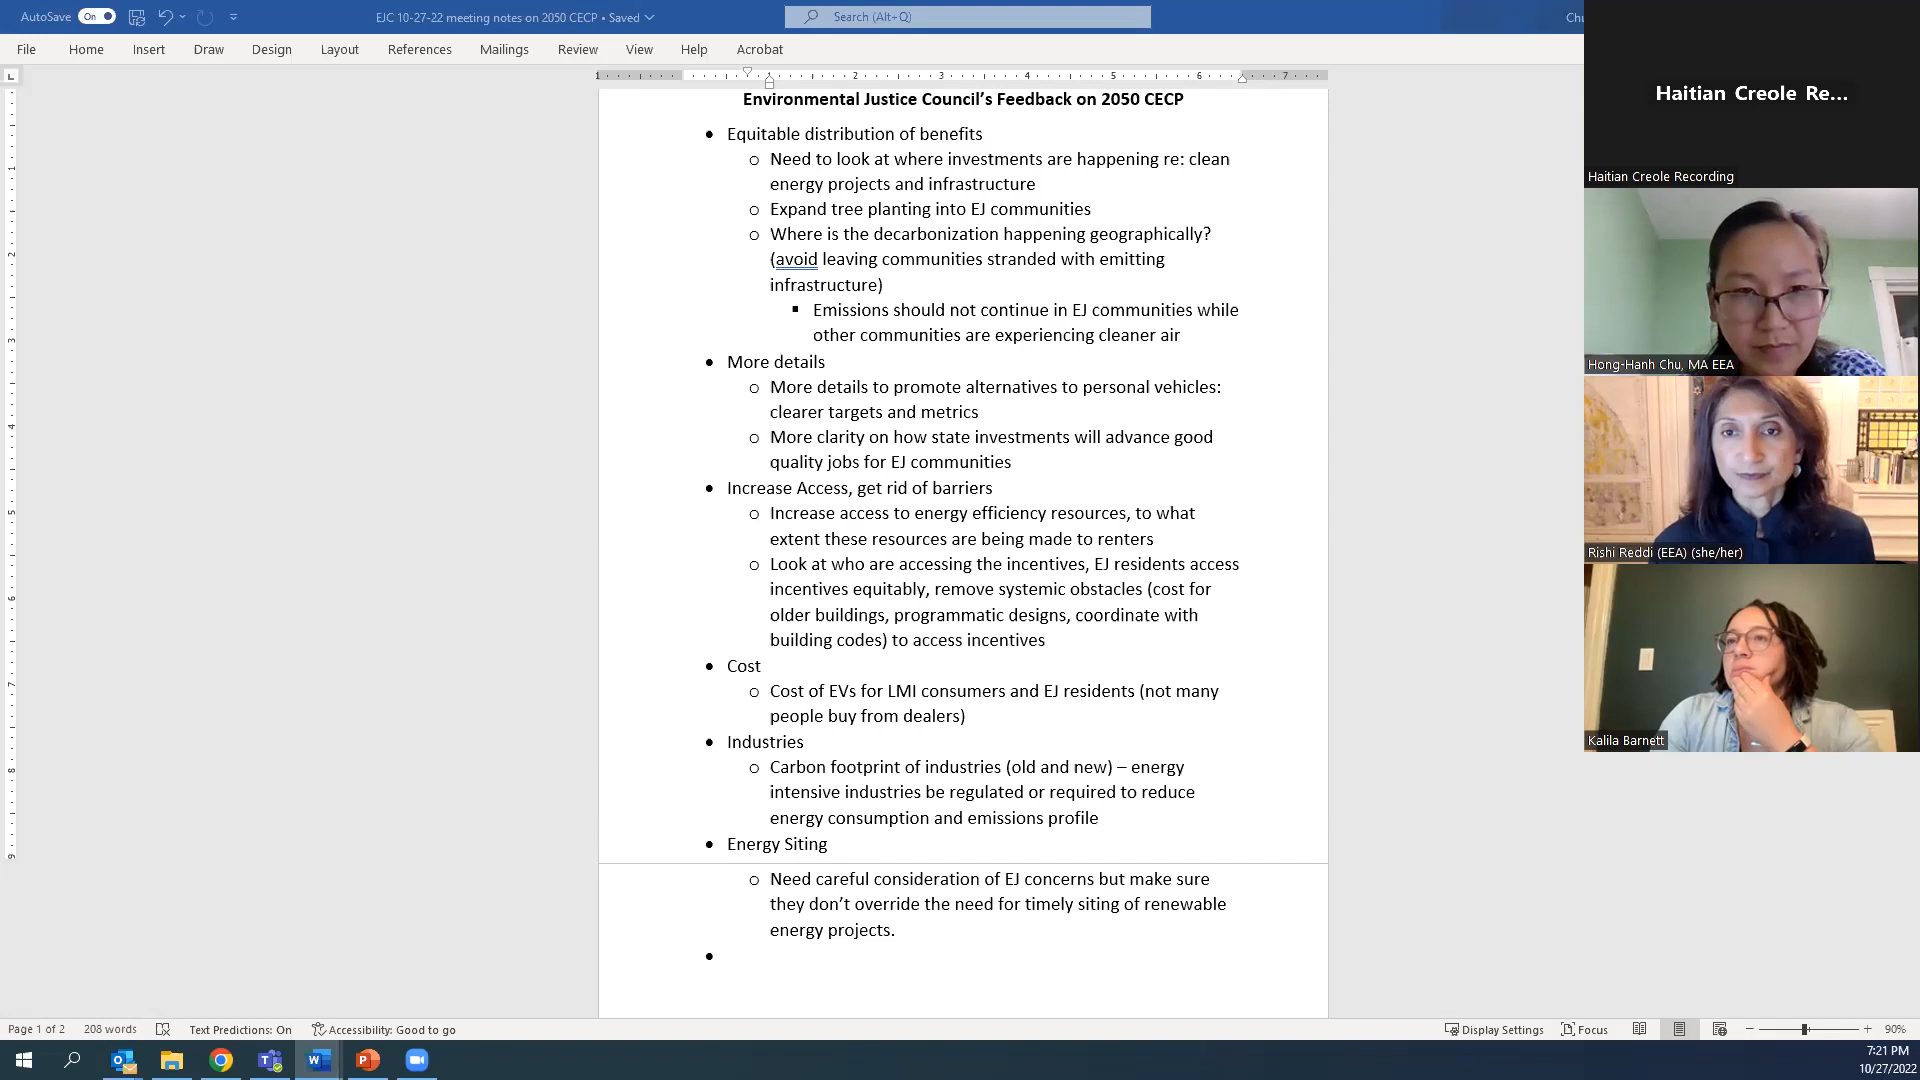 AutoSave On
EJC 10-27-22 meeting notes on 2050 CECP • Saved
Search (Alt+Q)
File Home Insert Draw Design Layout References Mailings Review View Help Acrobat
1 2 3 4 5 6 7
Environmental Justice Council's Feedback on 2050 CECP
• Equitable distribution of benefits
o Need to look at where investments are happening re: clean
energy projects and infrastructure
o Expand tree planting into EJ communities
o Where is the decarbonization happening geographically?
(avoid leaving communities stranded with emitting
infrastructure)
▪ Emissions should not continue in EJ communities while
other communities are experiencing cleaner air
• More details
o More details to promote alternatives to personal vehicles:
clearer targets and metrics
o More clarity on how state investments will advance good
quality jobs for EJ communities
• Increase Access, get rid of barriers
o Increase access to energy efficiency resources, to what
extent these resources are being made to renters
o Look at who are accessing the incentives, EJ residents access
incentives equitably, remove systemic obstacles (cost for
older buildings, programmatic designs, coordinate with
building codes) to access incentives
• Cost
o Cost of EVs for LMI consumers and EJ residents (not many
people buy from dealers)
• Industries
o Carbon footprint of industries (old and new) – energy
intensive industries be regulated or required to reduce
energy consumption and emissions profile
• Energy Siting
o Need careful consideration of EJ concerns but make sure
they don't override the need for timely siting of renewable
energy projects.
•
Haitian Creole Re...
Haitian Creole Recording
Hong-Hanh Chu, MA EEA
Rishi Reddi (EEA) (she/her)
Kalila Barnett
Page 1 of 2 208 words Text Predictions: On Accessibility: Good to go
Display Settings Focus 90%
7:21 PM
10/27/2022